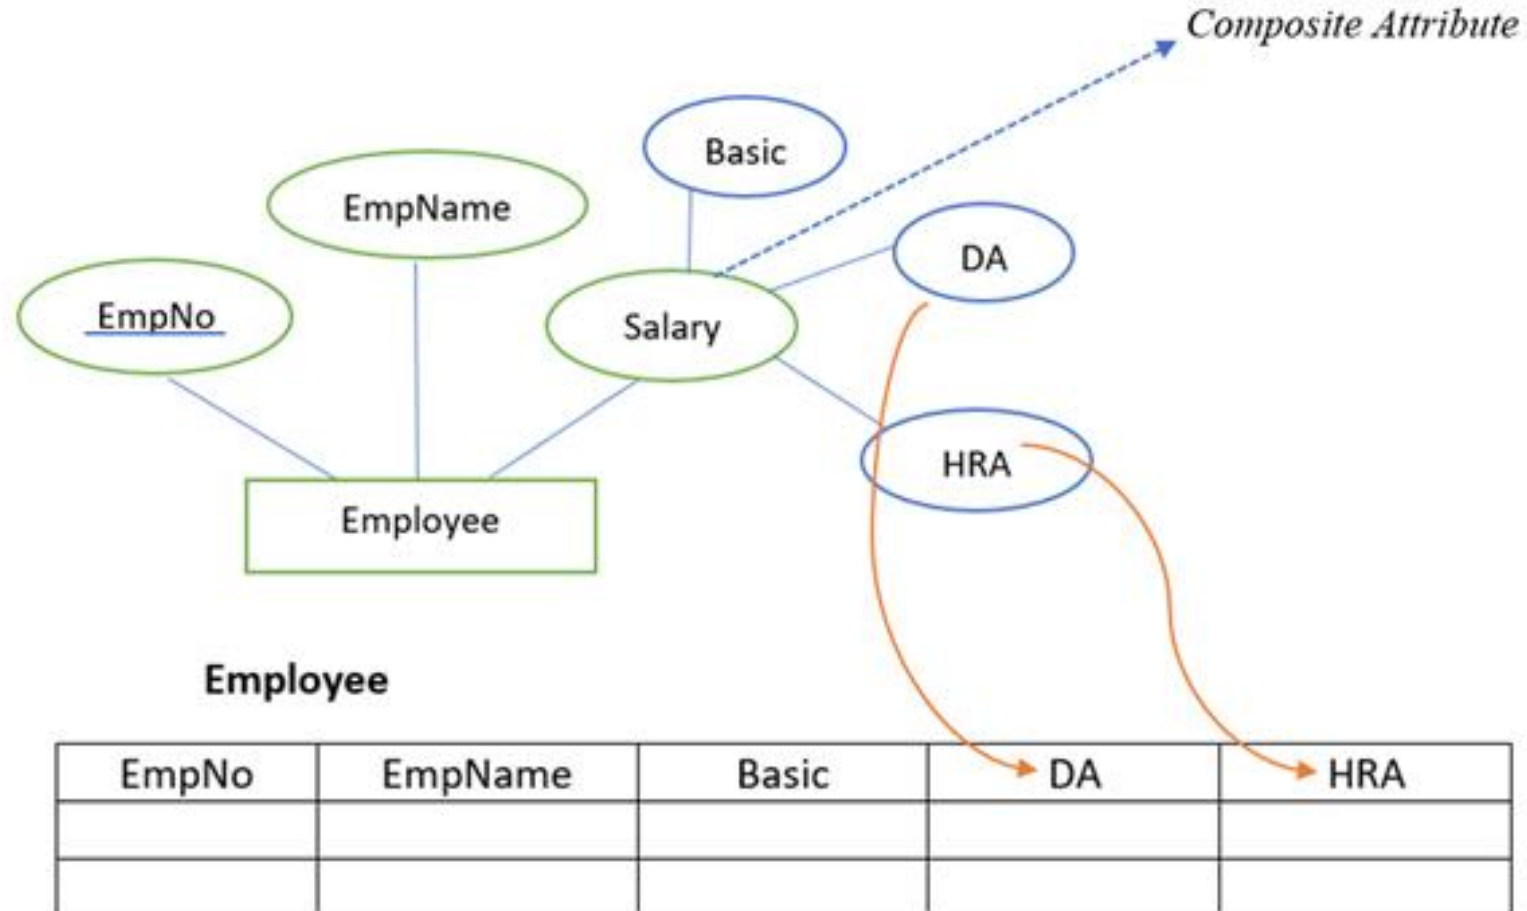 Composite Attribute
Basic
EmpName
DA
EmpNo
Salary
HRA
Employee
Employee
EmpNo EmpName Basic DA HRA